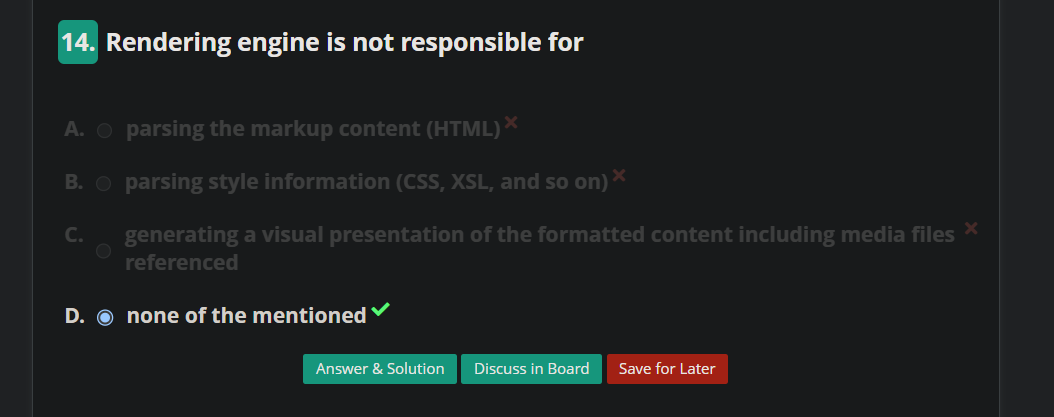 14. Rendering engine is not responsible for
A. parsing the markup content (HTML)
B. parsing style information (CSS, XSL, and so on)
C. generating a visual presentation of the formatted content including media files
referenced
D. none of the mentioned
Answer & Solution Discuss in Board Save for Later